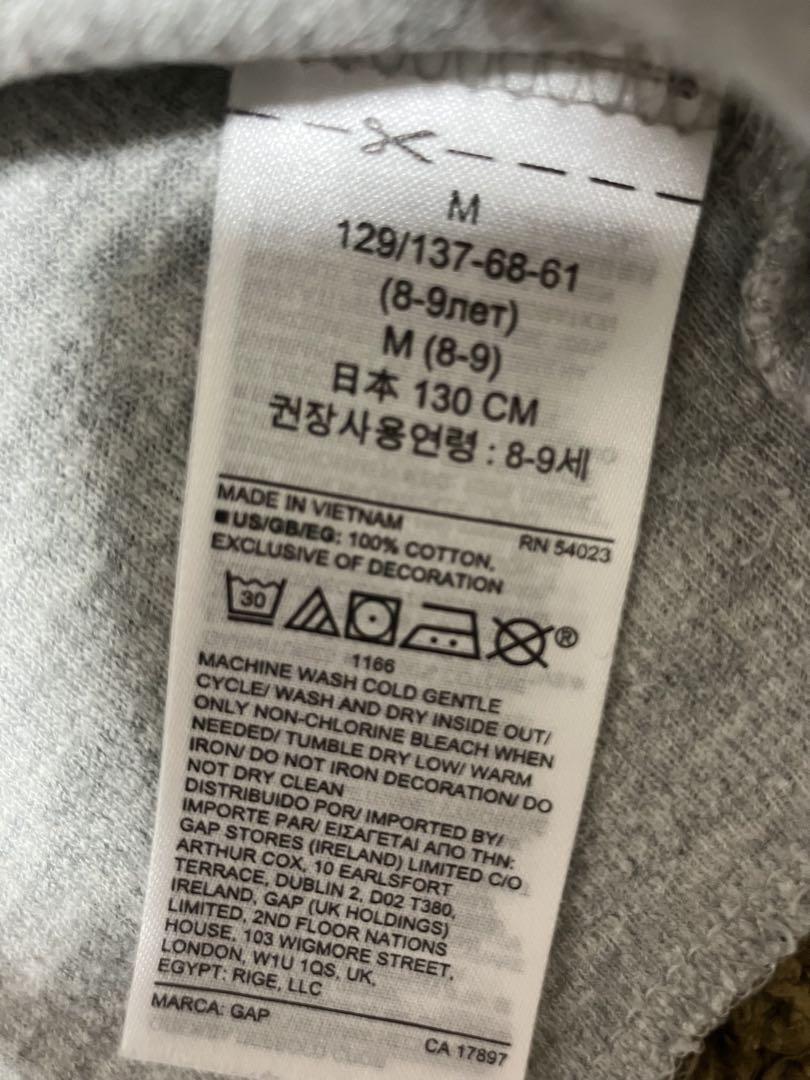 M
129/137-68-61
(8-9лет)
M (8-9)
日本 130 CM
권장사용연령 : 8-9세
MADE IN VIETNAM
RN 54023
■US/GB/EG: 100% COTTON,
EXCLUSIVE OF DECORATION
30
®
1166
MACHINE WASH COLD GENTLE
CYCLE/ WASH AND DRY INSIDE OUT/
ONLY NON-CHLORINE BLEACH WHEN
NEEDED/ TUMBLE DRY LOW/ WARM
IRON/ DO NOT IRON DECORATION/ DO
NOT DRY CLEAN
DISTRIBUIDO POR/ IMPORTED BY/
IMPORTE PAR/ ΕΙΣΑΓΕΤΑΙ ΑΠΟ ΤΗΝ:
GAP STORES (IRELAND) LIMITED C/O
ARTHUR COX, 10 EARLSFORT
TERRACE, DUBLIN 2, D02 T380,
IRELAND, GAP (UK HOLDINGS)
LIMITED, 2ND FLOOR NATIONS
HOUSE, 103 WIGMORE STREET,
LONDON, W1U 1QS, UK,
EGYPT: RIGE, LLC
MARCA: GAP
CA 17897